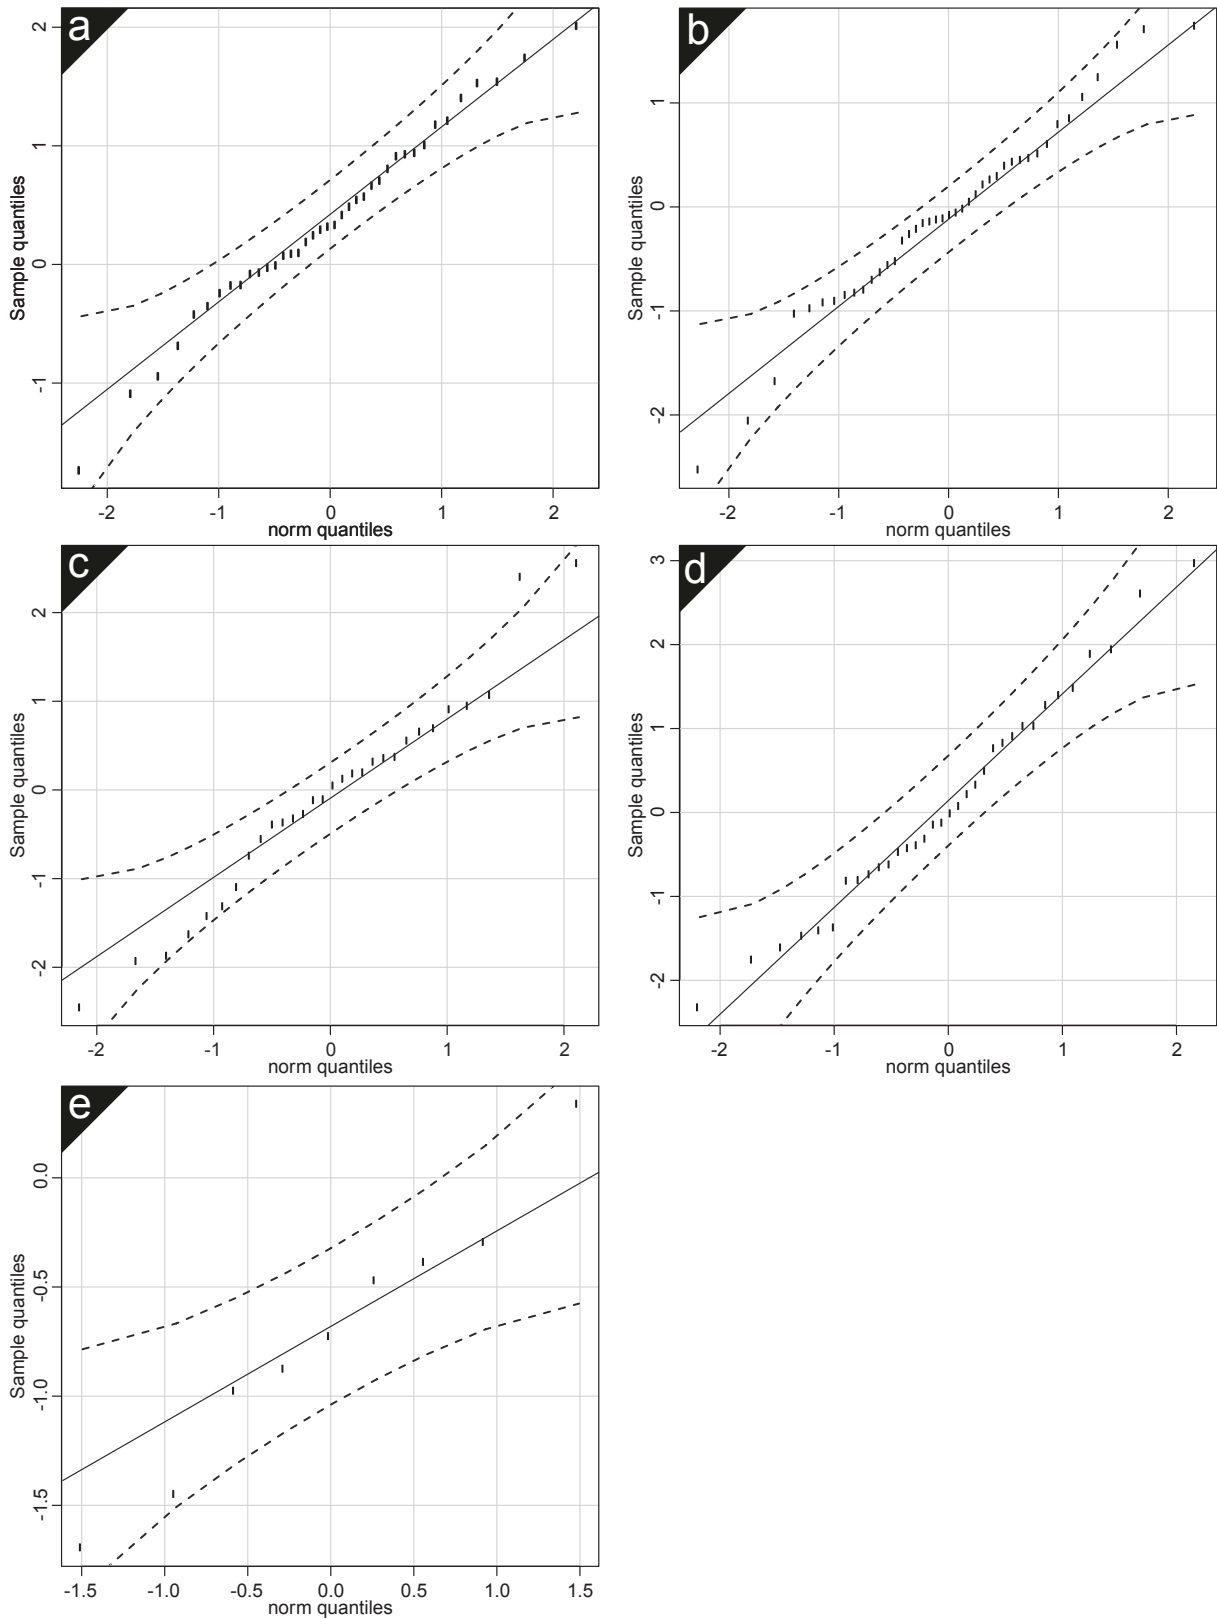 a
Sample quantiles
2
1
0
-1
-2 -1 0 1 2
norm quantiles
b
Sample quantiles
1
0
-1
-2
-2 -1 0 1 2
norm quantiles
c
Sample quantiles
2
1
0
-1
-2
-2 -1 0 1 2
norm quantiles
d
Sample quantiles
3
2
1
0
-1
-2
-2 -1 0 1 2
norm quantiles
e
Sample quantiles
0.0
-0.5
-1.0
-1.5
-1.5 -1.0 -0.5 0.0 0.5 1.0 1.5
norm quantiles